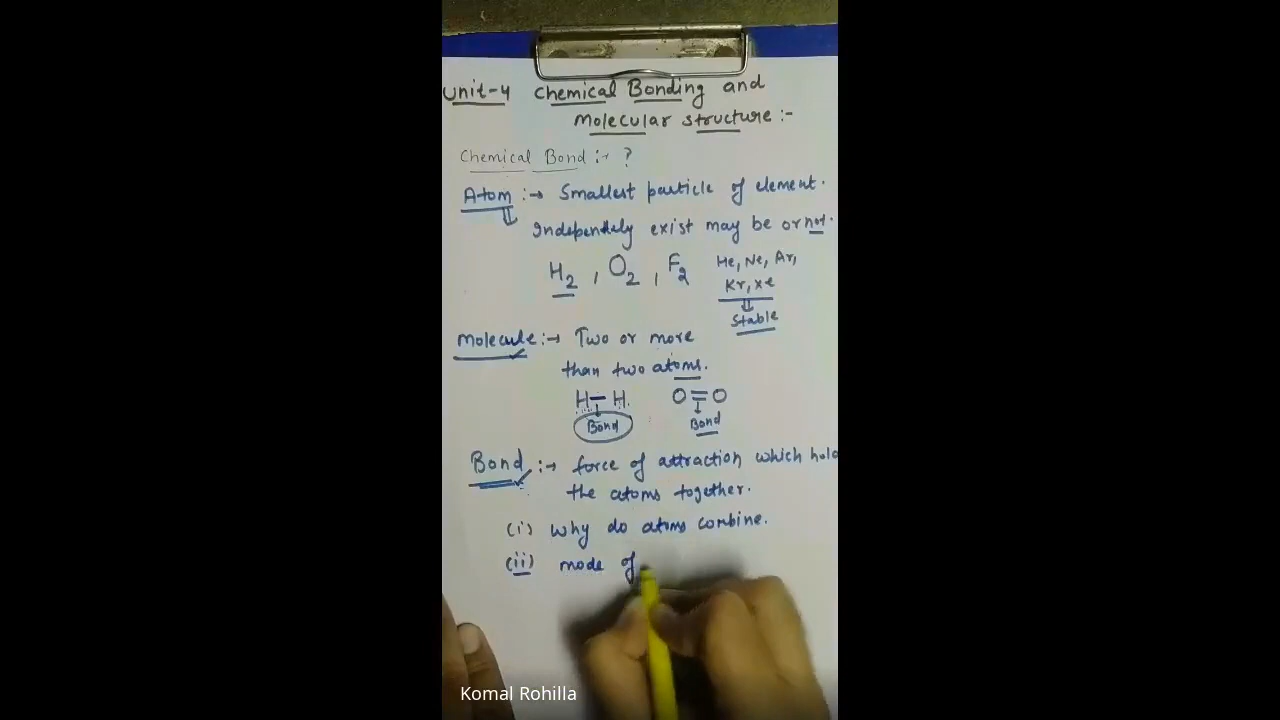 Unit-4 Chemical Bonding and
Molecular structure :-
Chemical Bond :→ ?
Atom :→ Smallest particle of element.
Independently exist may be or not.
H2 , O2 , F2
He, Ne, Ar,
Kr, Xe
Stable
Molecule :→ Two or more
than two atoms.
H-H O=O
Bond Bond
Bond :→ force of attraction which hold
the atoms together.
(i) why do atoms combine.
(ii) mode of
Komal Rohilla